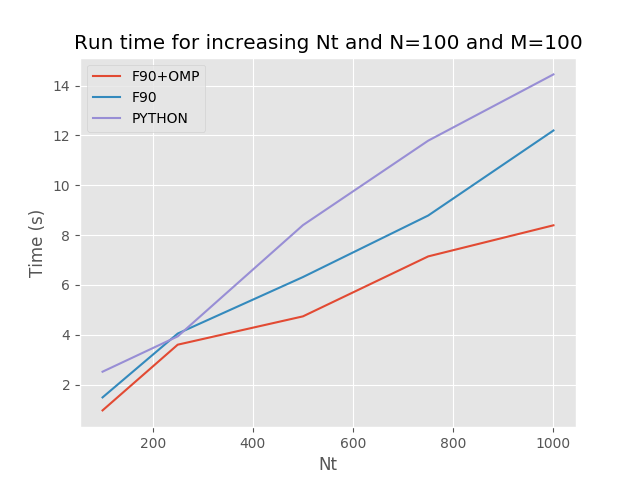 Run time for increasing Nt and N=100 and M=100
F90+OMP
F90
PYTHON
14
12
10
8
6
4
2
Time (s)
200 400 600 800 1000
Nt